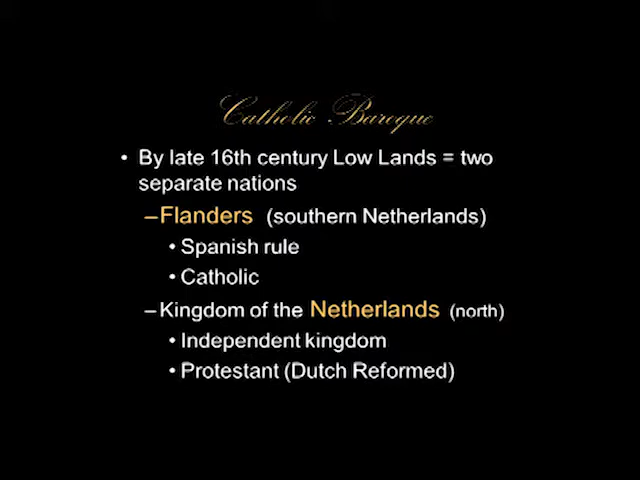 Catholic Baroque
• By late 16th century Low Lands = two
separate nations
–Flanders (southern Netherlands)
• Spanish rule
• Catholic
–Kingdom of the Netherlands (north)
• Independent kingdom
• Protestant (Dutch Reformed)